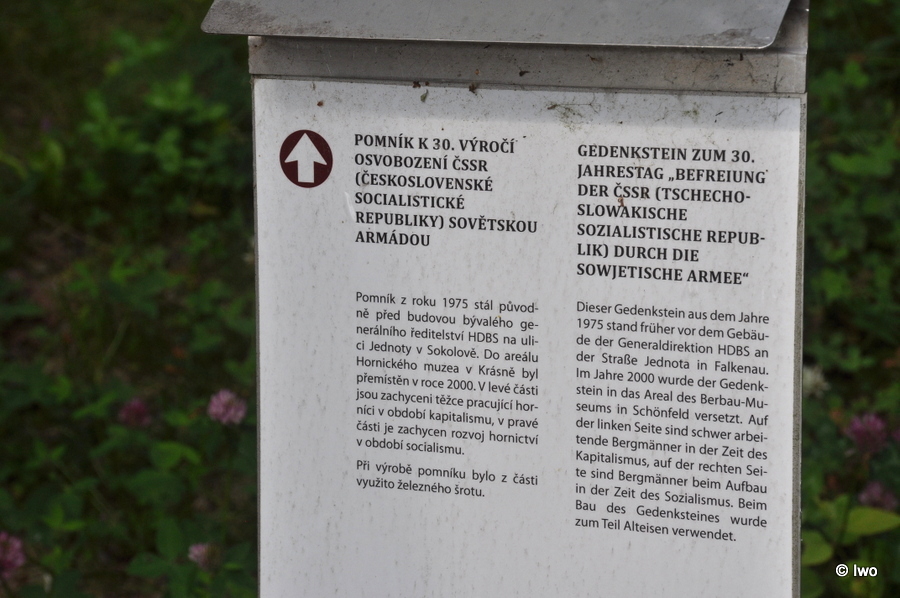 POMNÍK K 30. VÝROČÍ
OSVOBOZENÍ ČSSR
(ČESKOSLOVENSKÉ
SOCIALISTICKÉ
REPUBLIKY) SOVĚTSKOU
ARMÁDOU
Pomník z roku 1975 stál původ-
ně před budovou bývalého ge-
nerálního ředitelství HDBS na uli-
ci Jednoty v Sokolově. Do areálu
Hornického muzea v Krásně byl
přemístěn v roce 2000. V levé části
jsou zachyceni těžce pracující hor-
níci v období kapitalismu, v pravé
části je zachycen rozvoj hornictví
v období socialismu.
Při výrobě pomníku bylo z části
využito železného šrotu.
GEDENKSTEIN ZUM 30.
JAHRESTAG „BEFREIUNG
DER ČSSR (TSCHECHO-
SLOWAKISCHE
SOZIALISTISCHE REPUB-
LIK) DURCH DIE
SOWJETISCHE ARMEE“
Dieser Gedenkstein aus dem Jahre
1975 stand früher vor dem Gebäu-
de der Generaldirektion HDBS an
der Straße Jednota in Falkenau.
Im Jahre 2000 wurde der Gedenk-
stein in das Areal des Berbau-Mu-
seums in Schönfeld versetzt. Auf
der linken Seite sind schwer arbei-
tende Bergmänner in der Zeit des
Kapitalismus, auf der rechten Sei-
te sind Bergmänner beim Aufbau
in der Zeit des Sozialismus. Beim
Bau des Gedenksteines wurde
zum Teil Alteisen verwendet.
© Iwo